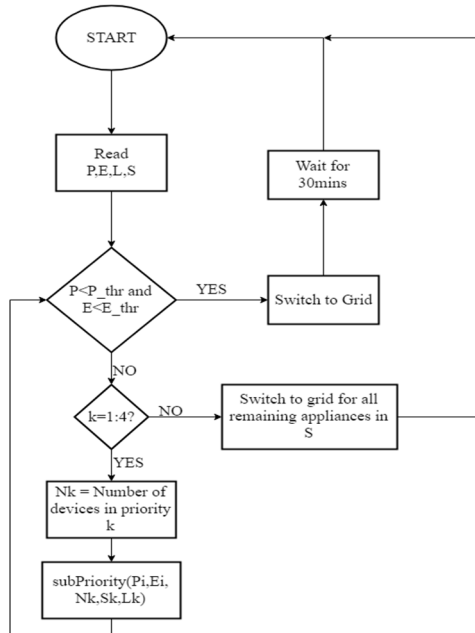 START
Read
P,E,L,S
Wait for
30mins
P<P_thr and
E<E_thr
YES
Switch to Grid
NO
k=1:4?
NO
Switch to grid for all
remaining appliances in
S
YES
Nk = Number of
devices in priority
k
subPriority(Pi,Ei,
Nk,Sk,Lk)